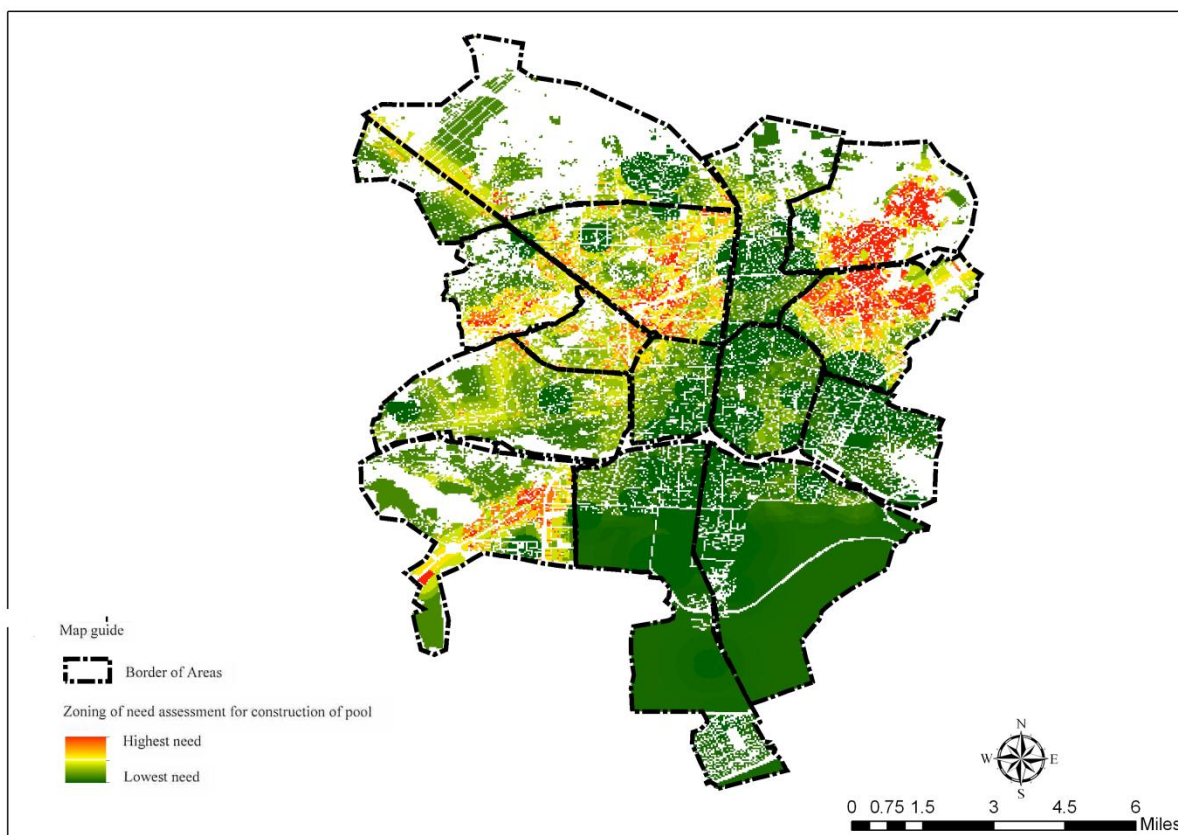 Map guide
Border of Areas
Zoning of need assessment for construction of pool
Highest need
Lowest need
N
W E
S
0 0.75 1.5 3 4.5 6
Miles